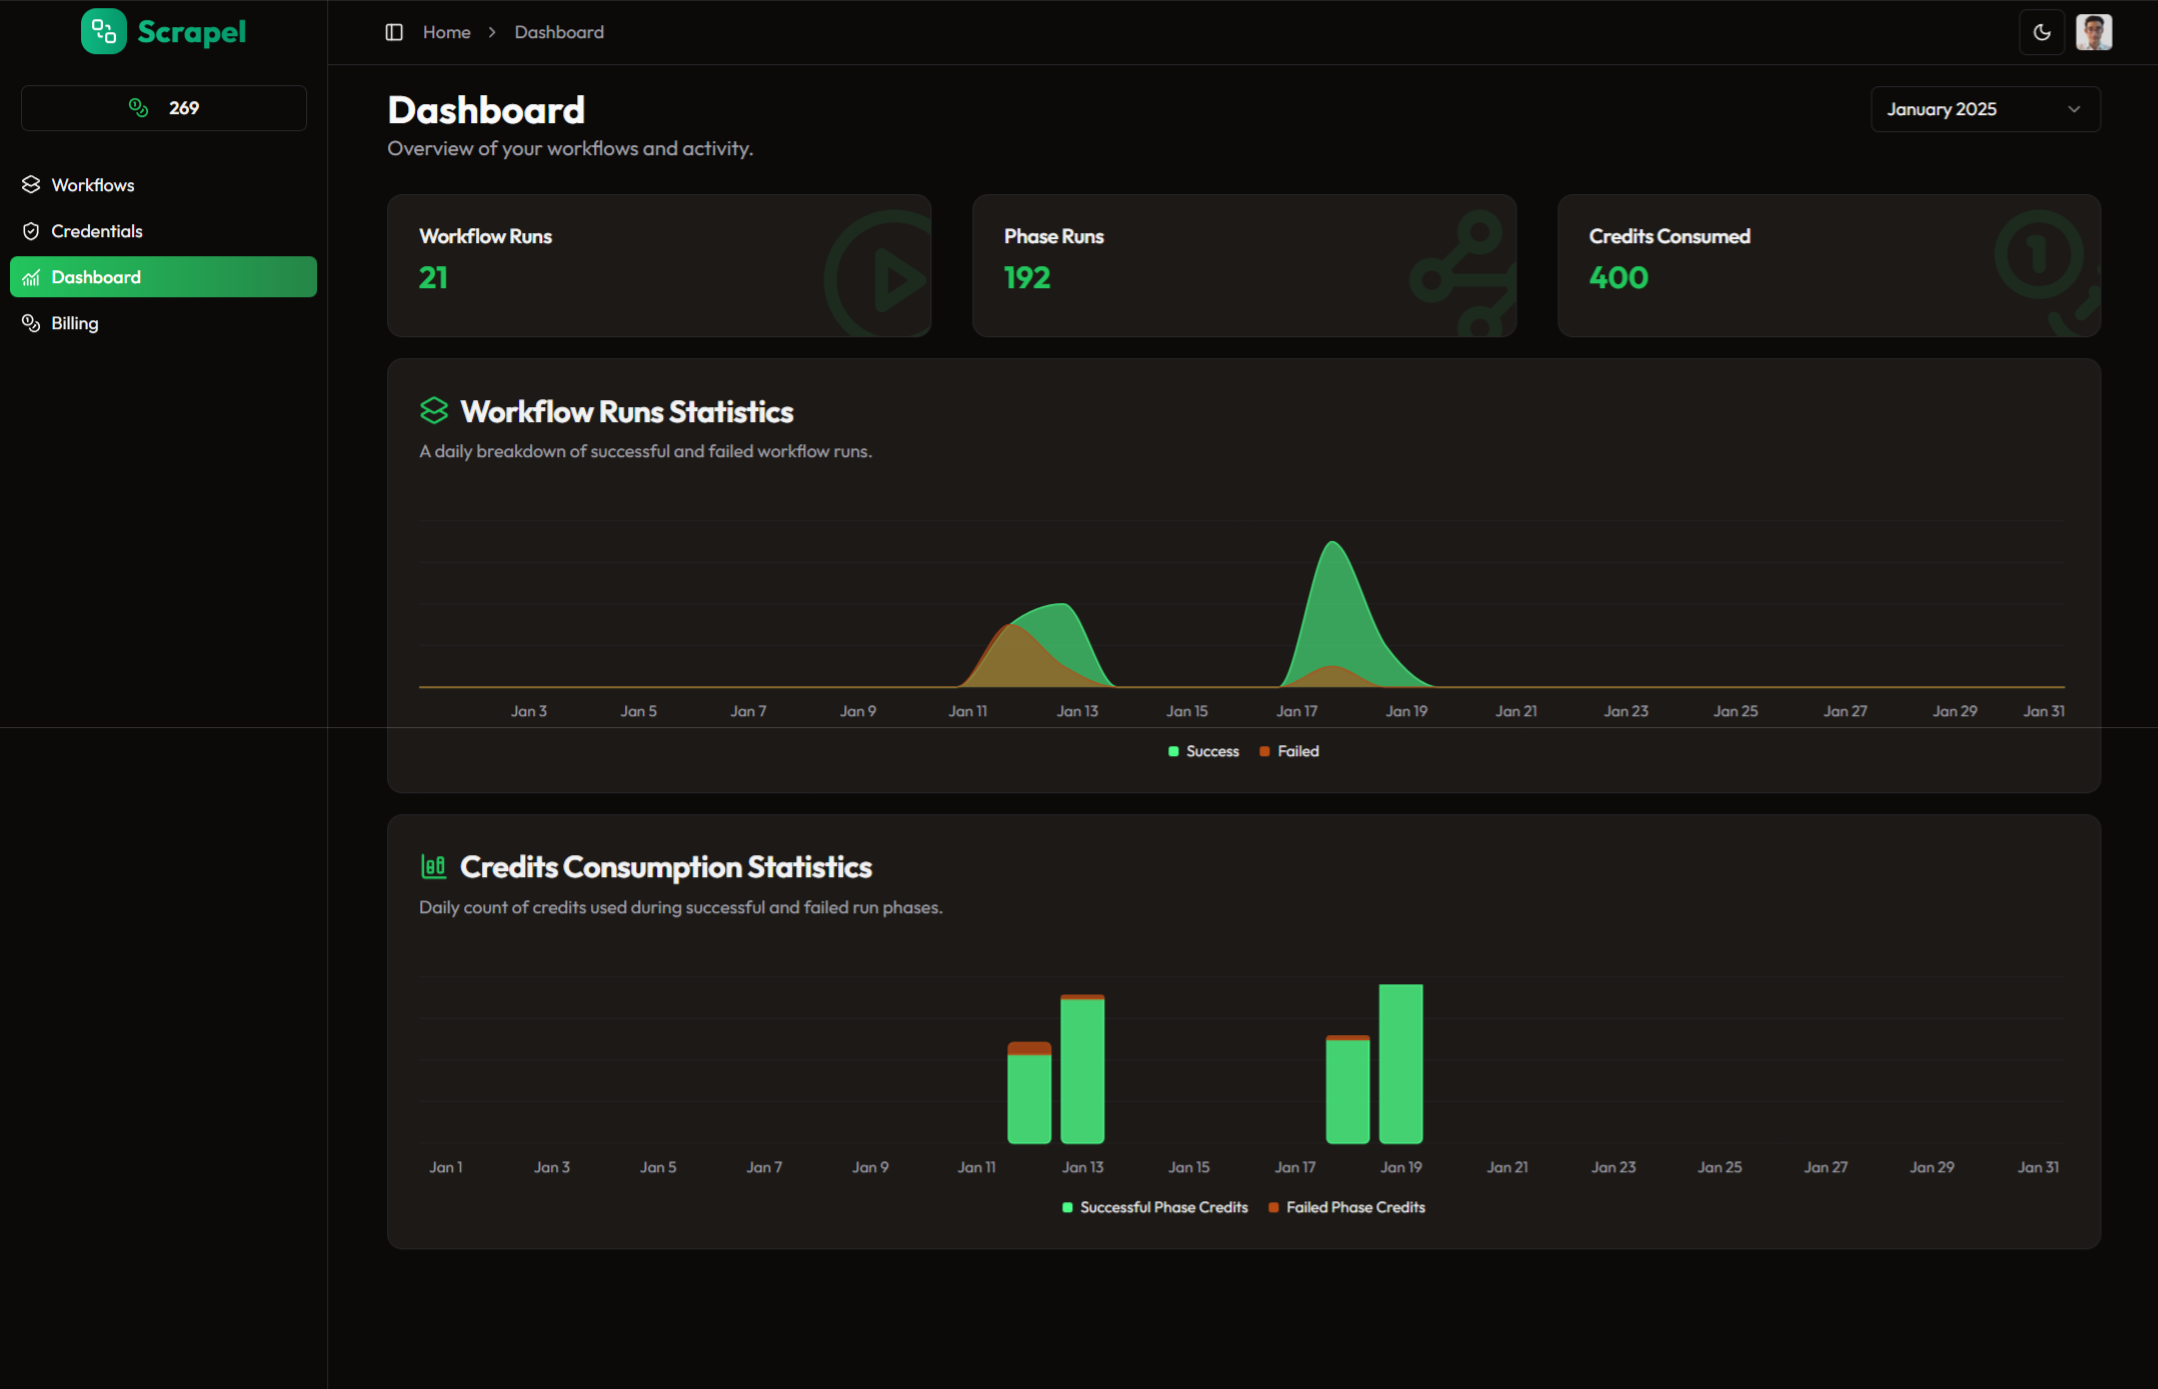 Scrapel
Home
Dashboard
269
Workflows
Credentials
Dashboard
Billing
Dashboard
Overview of your workflows and activity.
January 2025
Workflow Runs
21
Phase Runs
192
Credits Consumed
400
Workflow Runs Statistics
A daily breakdown of successful and failed workflow runs.
Jan 3 Jan 5 Jan 7 Jan 9 Jan 11 Jan 13 Jan 15 Jan 17 Jan 19 Jan 21 Jan 23 Jan 25 Jan 27 Jan 29 Jan 31
Success Failed
Credits Consumption Statistics
Daily count of credits used during successful and failed run phases.
Jan 1 Jan 3 Jan 5 Jan 7 Jan 9 Jan 11 Jan 13 Jan 15 Jan 17 Jan 19 Jan 21 Jan 23 Jan 25 Jan 27 Jan 29 Jan 31
Successful Phase Credits Failed Phase Credits